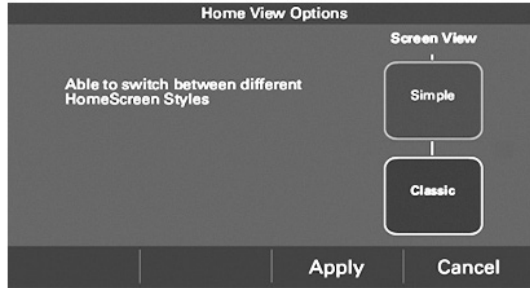 Home View Options
Screen View
Able to switch between different
HomeScreen Styles
Simple
Classic
Apply
Cancel